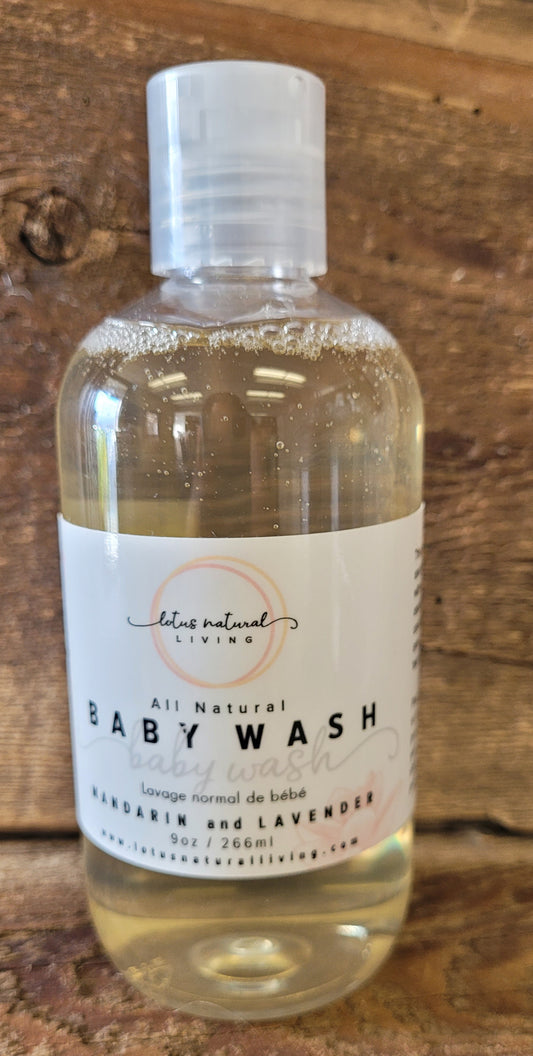 lotus natural
LIVING
All Natural
BABY WASH
baby wash
Lavage normal de bébé
MANDARIN and LAVENDER
9oz / 266ml
www.lotusnaturalliving.com